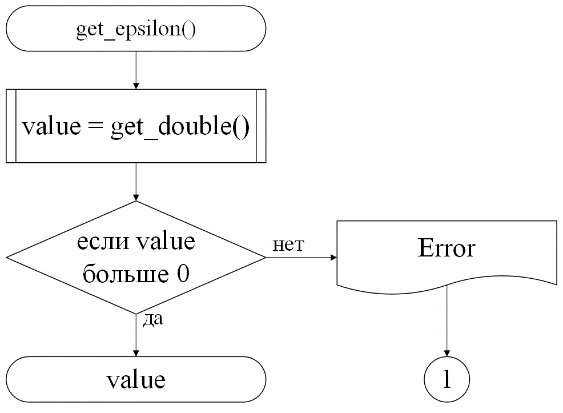 get_epsilon()
value = get_double()
если value
больше 0
нет
Error
да
value
1